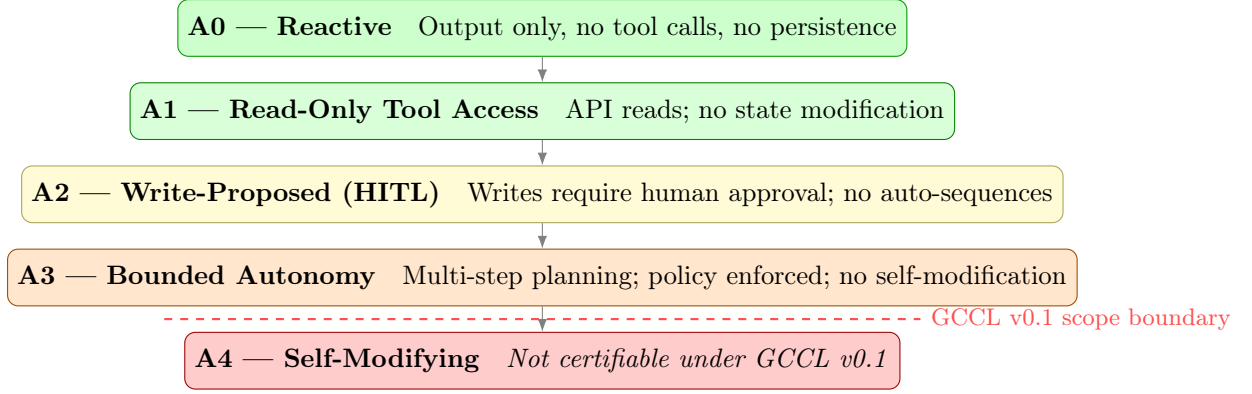 A0 — Reactive Output only, no tool calls, no persistence
A1 — Read-Only Tool Access API reads; no state modification
A2 — Write-Proposed (HITL) Writes require human approval; no auto-sequences
A3 — Bounded Autonomy Multi-step planning; policy enforced; no self-modification
GCCL v0.1 scope boundary
A4 — Self-Modifying Not certifiable under GCCL v0.1